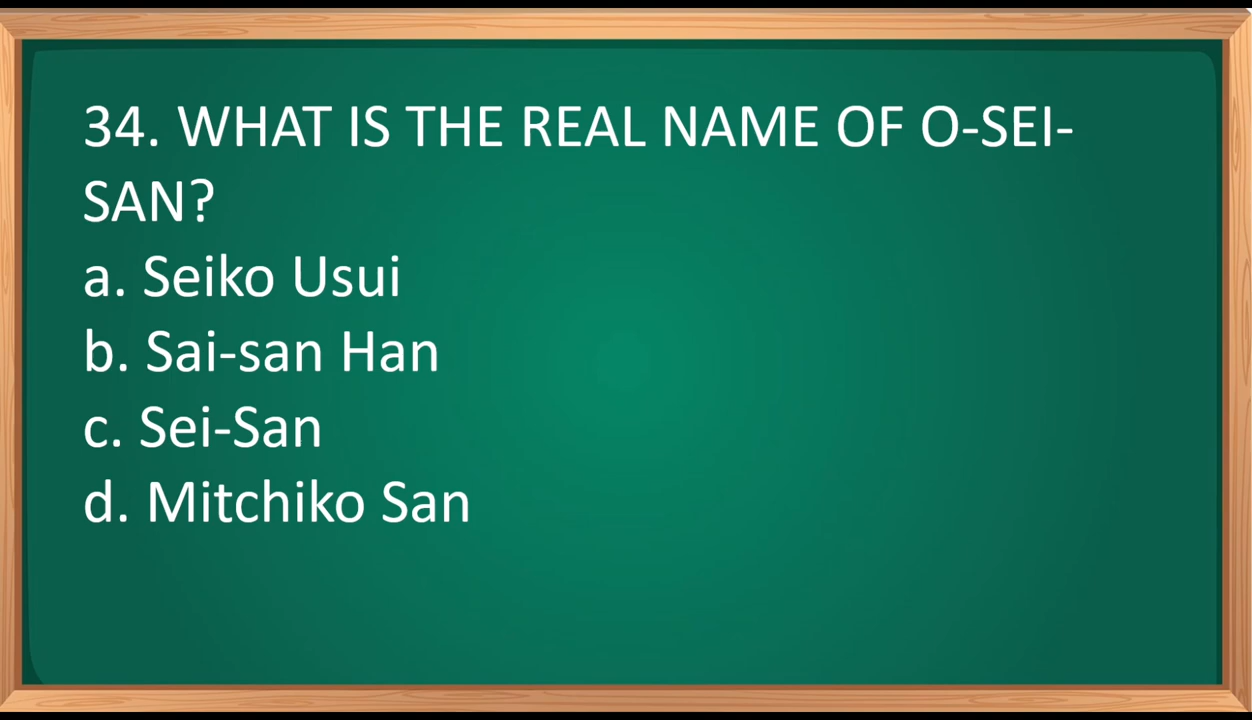 34. WHAT IS THE REAL NAME OF O-SEI-
SAN?
a. Seiko Usui
b. Sai-san Han
c. Sei-San
d. Mitchiko San